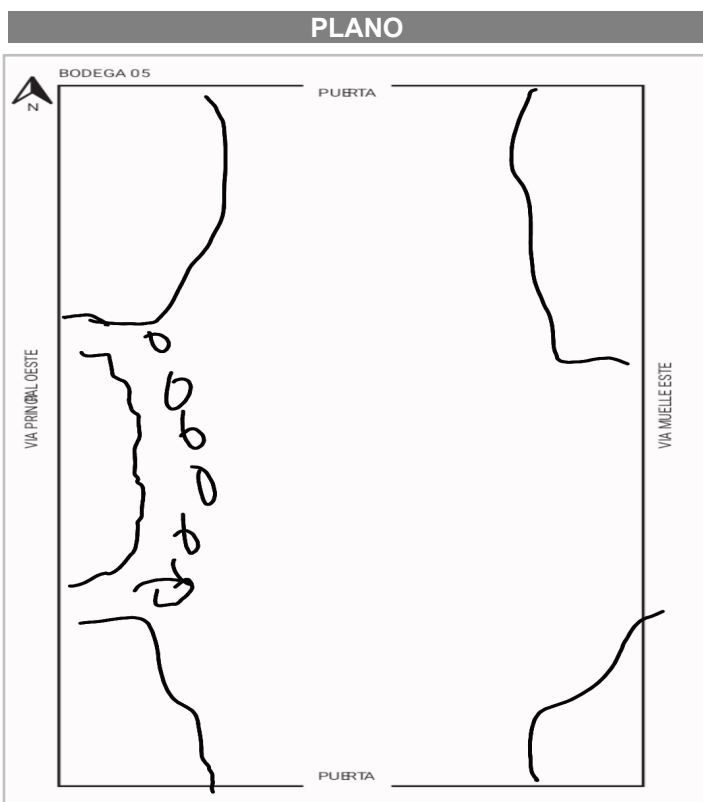 PLANO
BODEGA 05
PUERTA
N
VIA PRINCIPAL OESTE
VIA MUELLE ESTE
PUERTA